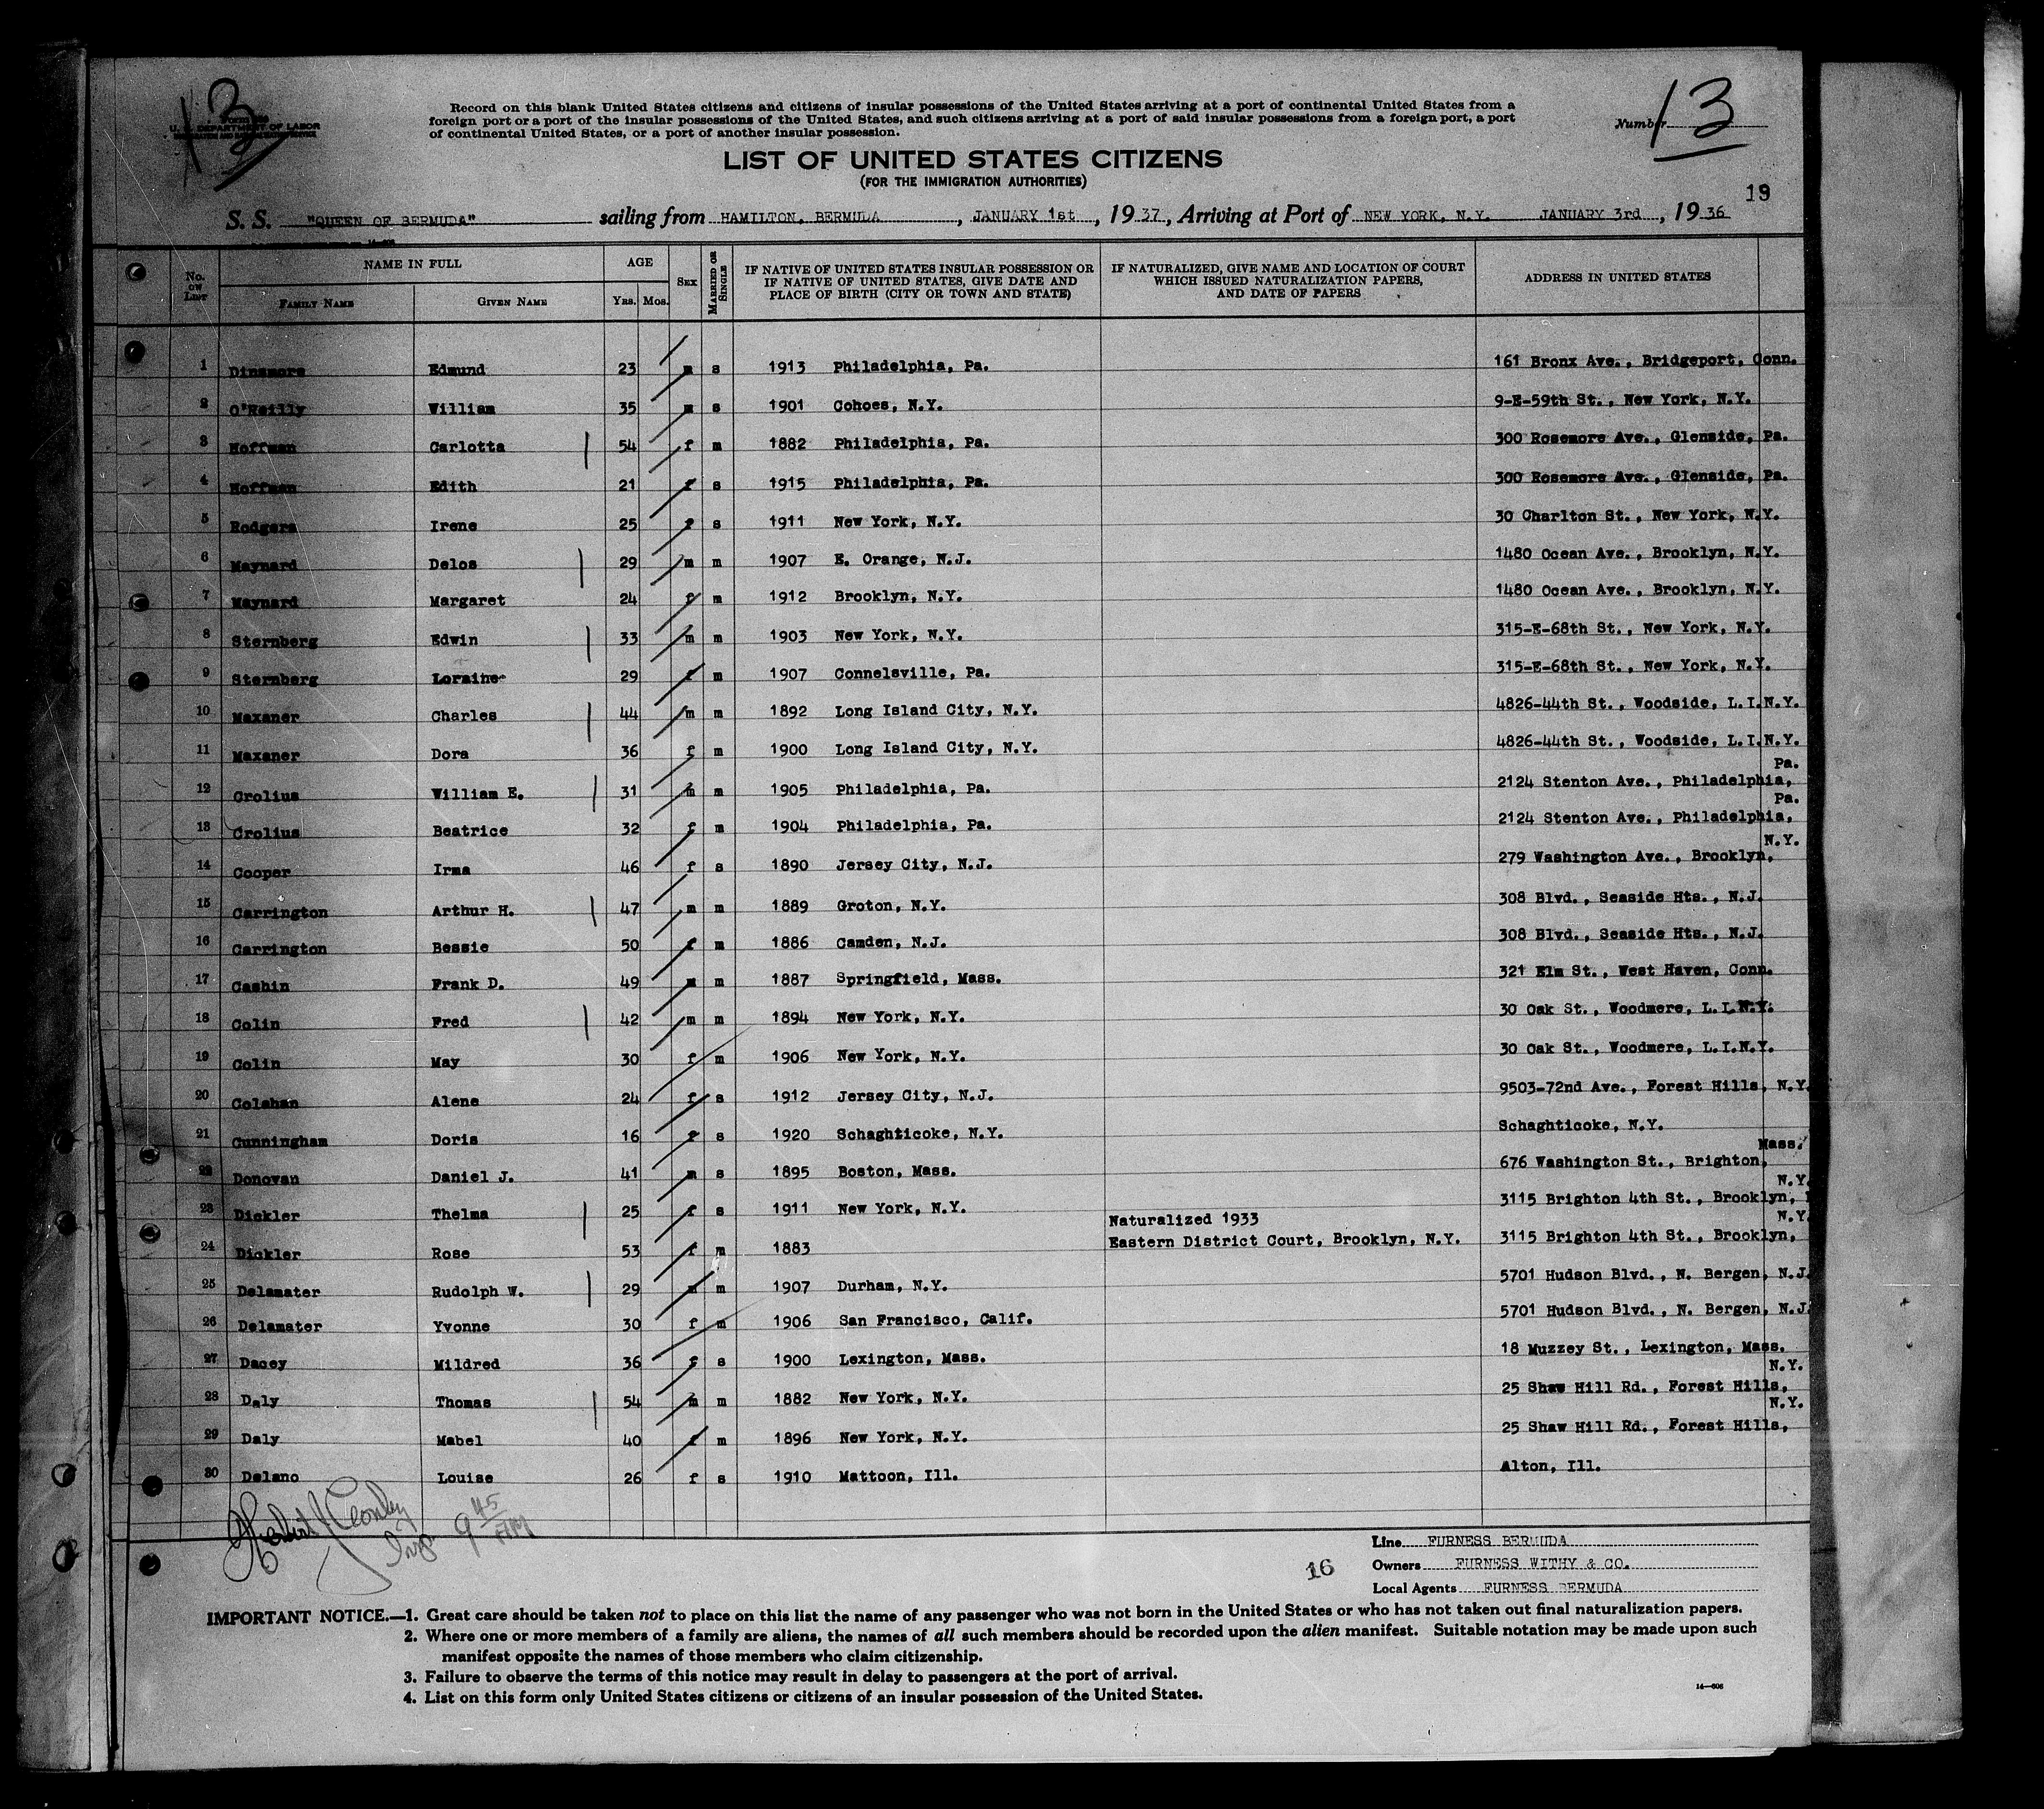 13
U. S. DEPARTMENT OF LABOR
Record on this blank United States citizens and citizens of insular possessions of the United States arriving at a port of continental United States from a
foreign port or a port of the insular possessions of the United States, and such citizens arriving at a port of said insular possessions from a foreign port, a port
of continental United States, or a port of another insular possession.
Number 13
LIST OF UNITED STATES CITIZENS
(FOR THE IMMIGRATION AUTHORITIES)
19
S. S. "QUEEN OF BERMUDA" sailing from HAMILTON, BERMUDA, JANUARY 1st, 1937, Arriving at Port of NEW YORK, N.Y. JANUARY 3rd, 1936
No. on List NAME IN FULL Family Name Given Name AGE Yrs. Mos. Sex Married or Single IF NATIVE OF UNITED STATES INSULAR POSSESSION OR IF NATIVE OF UNITED STATES, GIVE DATE AND PLACE OF BIRTH (CITY OR TOWN AND STATE) IF NATURALIZED, GIVE NAME AND LOCATION OF COURT WHICH ISSUED NATURALIZATION PAPERS, AND DATE OF PAPERS ADDRESS IN UNITED STATES
1 Dinsmore Edmund 23 m s 1913 Philadelphia, Pa. 161 Bronx Ave., Bridgeport, Conn.
2 O'Reilly William 35 m s 1901 Cohoes, N.Y. 9-E-59th St., New York, N.Y.
3 Hoffman Carlotta 54 f m 1882 Philadelphia, Pa. 300 Rosemore Ave., Glenside, Pa.
4 Hoffman Edith 21 f s 1915 Philadelphia, Pa. 300 Rosemore Ave., Glenside, Pa.
5 Rodgers Irene 25 f s 1911 New York, N.Y. 30 Charlton St., New York, N.Y.
6 Maynard Delos 29 m m 1907 E. Orange, N.J. 1480 Ocean Ave., Brooklyn, N.Y.
7 Maynard Margaret 24 f m 1912 Brooklyn, N.Y. 1480 Ocean Ave., Brooklyn, N.Y.
8 Sternberg Edwin 33 m m 1903 New York, N.Y. 315-E-68th St., New York, N.Y.
9 Sternberg Loraine 29 f m 1907 Connelsville, Pa. 315-E-68th St., New York, N.Y.
10 Maxaner Charles 44 m m 1892 Long Island City, N.Y. 4826-44th St., Woodside, L.I.N.Y.
11 Maxaner Dora 36 f m 1900 Long Island City, N.Y. 4826-44th St., Woodside, L.I.N.Y.
12 Crolius William E. 31 m m 1905 Philadelphia, Pa. 2124 Stenton Ave., Philadelphia, Pa.
13 Crolius Beatrice 32 f m 1904 Philadelphia, Pa. 2124 Stenton Ave., Philadelphia, Pa.
14 Cooper Irma 46 f s 1890 Jersey City, N.J. 279 Washington Ave., Brooklyn, N.Y.
15 Carrington Arthur H. 47 m m 1889 Groton, N.Y. 308 Blvd., Seaside Hts., N.J.
16 Carrington Bessie 50 f m 1886 Camden, N.J. 308 Blvd., Seaside Hts., N.J.
17 Cashin Frank D. 49 m m 1887 Springfield, Mass. 321 Elm St., West Haven, Conn.
18 Colin Fred 42 m m 1894 New York, N.Y. 30 Oak St., Woodmere, L.I.N.Y.
19 Colin May 30 f m 1906 New York, N.Y. 30 Oak St., Woodmere, L.I.N.Y.
20 Colahan Alene 24 f s 1912 Jersey City, N.J. 9503-72nd Ave., Forest Hills, N.Y.
21 Cunningham Doris 16 f s 1920 Schaghticoke, N.Y. Schaghticoke, N.Y.
22 Donovan Daniel J. 41 m s 1895 Boston, Mass. 676 Washington St., Brighton, Mass.
23 Dickler Thelma 25 f s 1911 New York, N.Y. 3115 Brighton 4th St., Brooklyn, N.Y.
24 Dickler Rose 53 f m 1883 Naturalized 1933 Eastern District Court, Brooklyn, N.Y. 3115 Brighton 4th St., Brooklyn, N.Y.
25 Delamater Rudolph W. 29 m m 1907 Durham, N.Y. 5701 Hudson Blvd., N. Bergen, N.J.
26 Delamater Yvonne 30 f m 1906 San Francisco, Calif. 5701 Hudson Blvd., N. Bergen, N.J.
27 Dacey Mildred 36 f s 1900 Lexington, Mass. 18 Muzzey St., Lexington, Mass.
28 Daly Thomas 54 m m 1882 New York, N.Y. 25 Shaw Hill Rd., Forest Hills, N.Y.
29 Daly Mabel 40 f m 1896 New York, N.Y. 25 Shaw Hill Rd., Forest Hills, N.Y.
30 Delano Louise 26 f s 1910 Mattoon, Ill. Alton, Ill.
9 45 AM
16
Line FURNESS BERMUDA
Owners FURNESS WITHY & CO.
Local Agents FURNESS BERMUDA
IMPORTANT NOTICE.—1. Great care should be taken not to place on this list the name of any passenger who was not born in the United States or who has not taken out final naturalization papers.
2. Where one or more members of a family are aliens, the names of all such members should be recorded upon the alien manifest. Suitable notation may be made upon such
manifest opposite the names of those members who claim citizenship.
3. Failure to observe the terms of this notice may result in delay to passengers at the port of arrival.
4. List on this form only United States citizens or citizens of an insular possession of the United States.
14—606